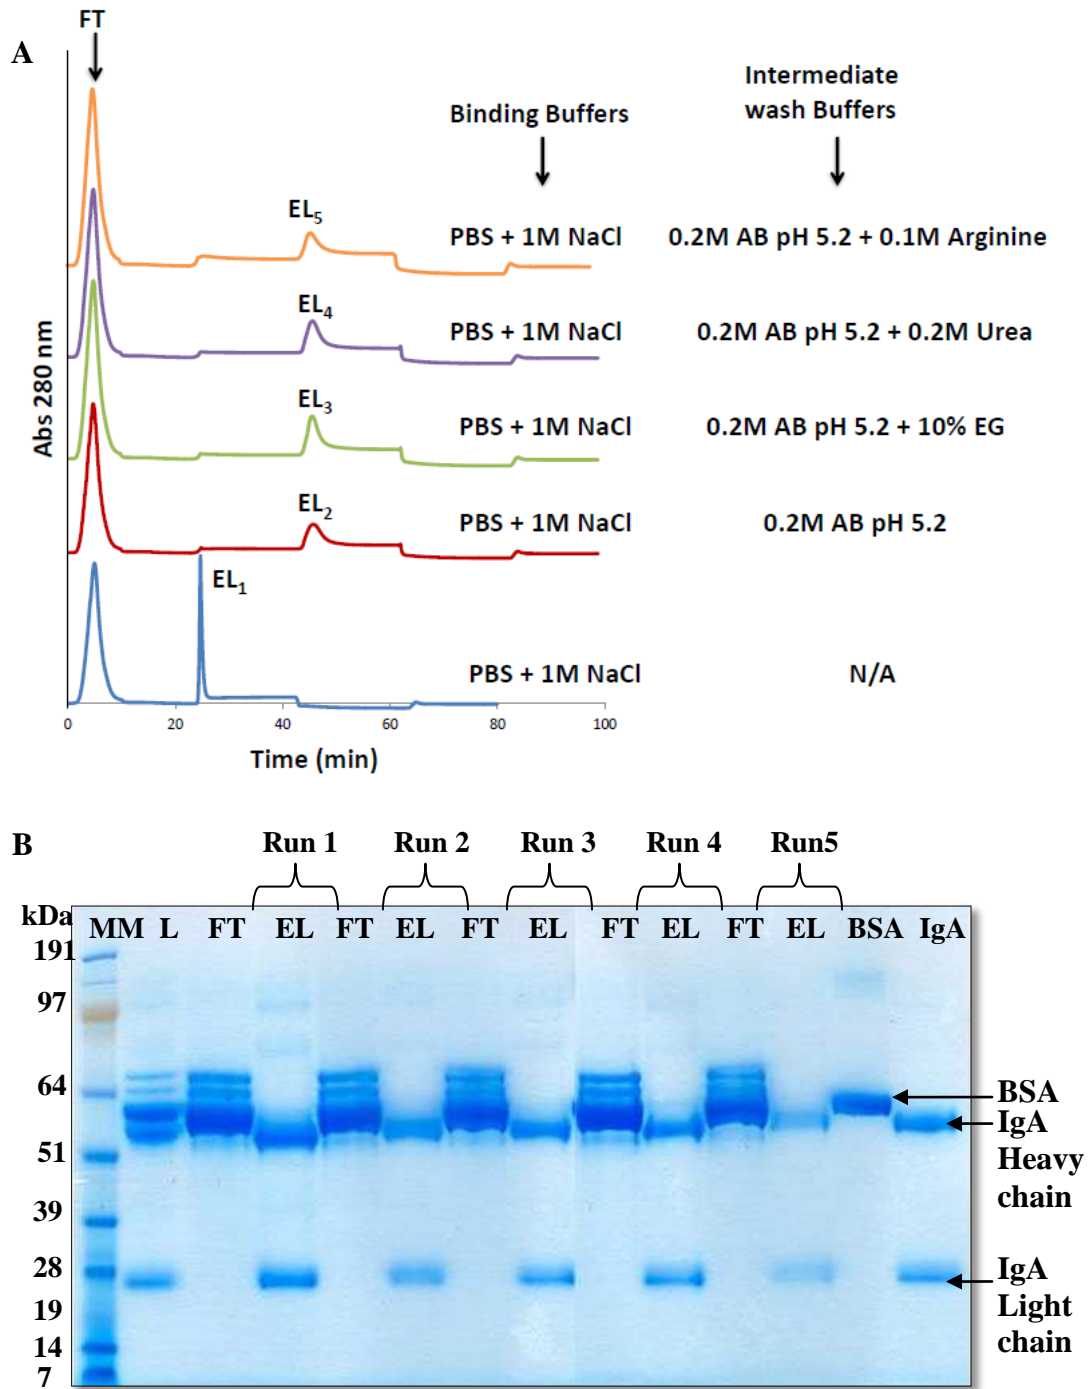 FT
A
Intermediate
wash Buffers
Binding Buffers
EL5
PBS + 1M NaCl 0.2M AB pH 5.2 + 0.1M Arginine
EL4
PBS + 1M NaCl 0.2M AB pH 5.2 + 0.2M Urea
EL3
PBS + 1M NaCl 0.2M AB pH 5.2 + 10% EG
EL2
PBS + 1M NaCl 0.2M AB pH 5.2
EL1
PBS + 1M NaCl N/A
Abs 280 nm
0 20 40 60 80 100
Time (min)
B
Run 1 Run 2 Run 3 Run 4 Run5
kDa
MM L FT EL FT EL FT EL FT EL FT EL BSA IgA
191
97
64
51
39
28
19
14
7
BSA
IgA
Heavy
chain
IgA
Light
chain